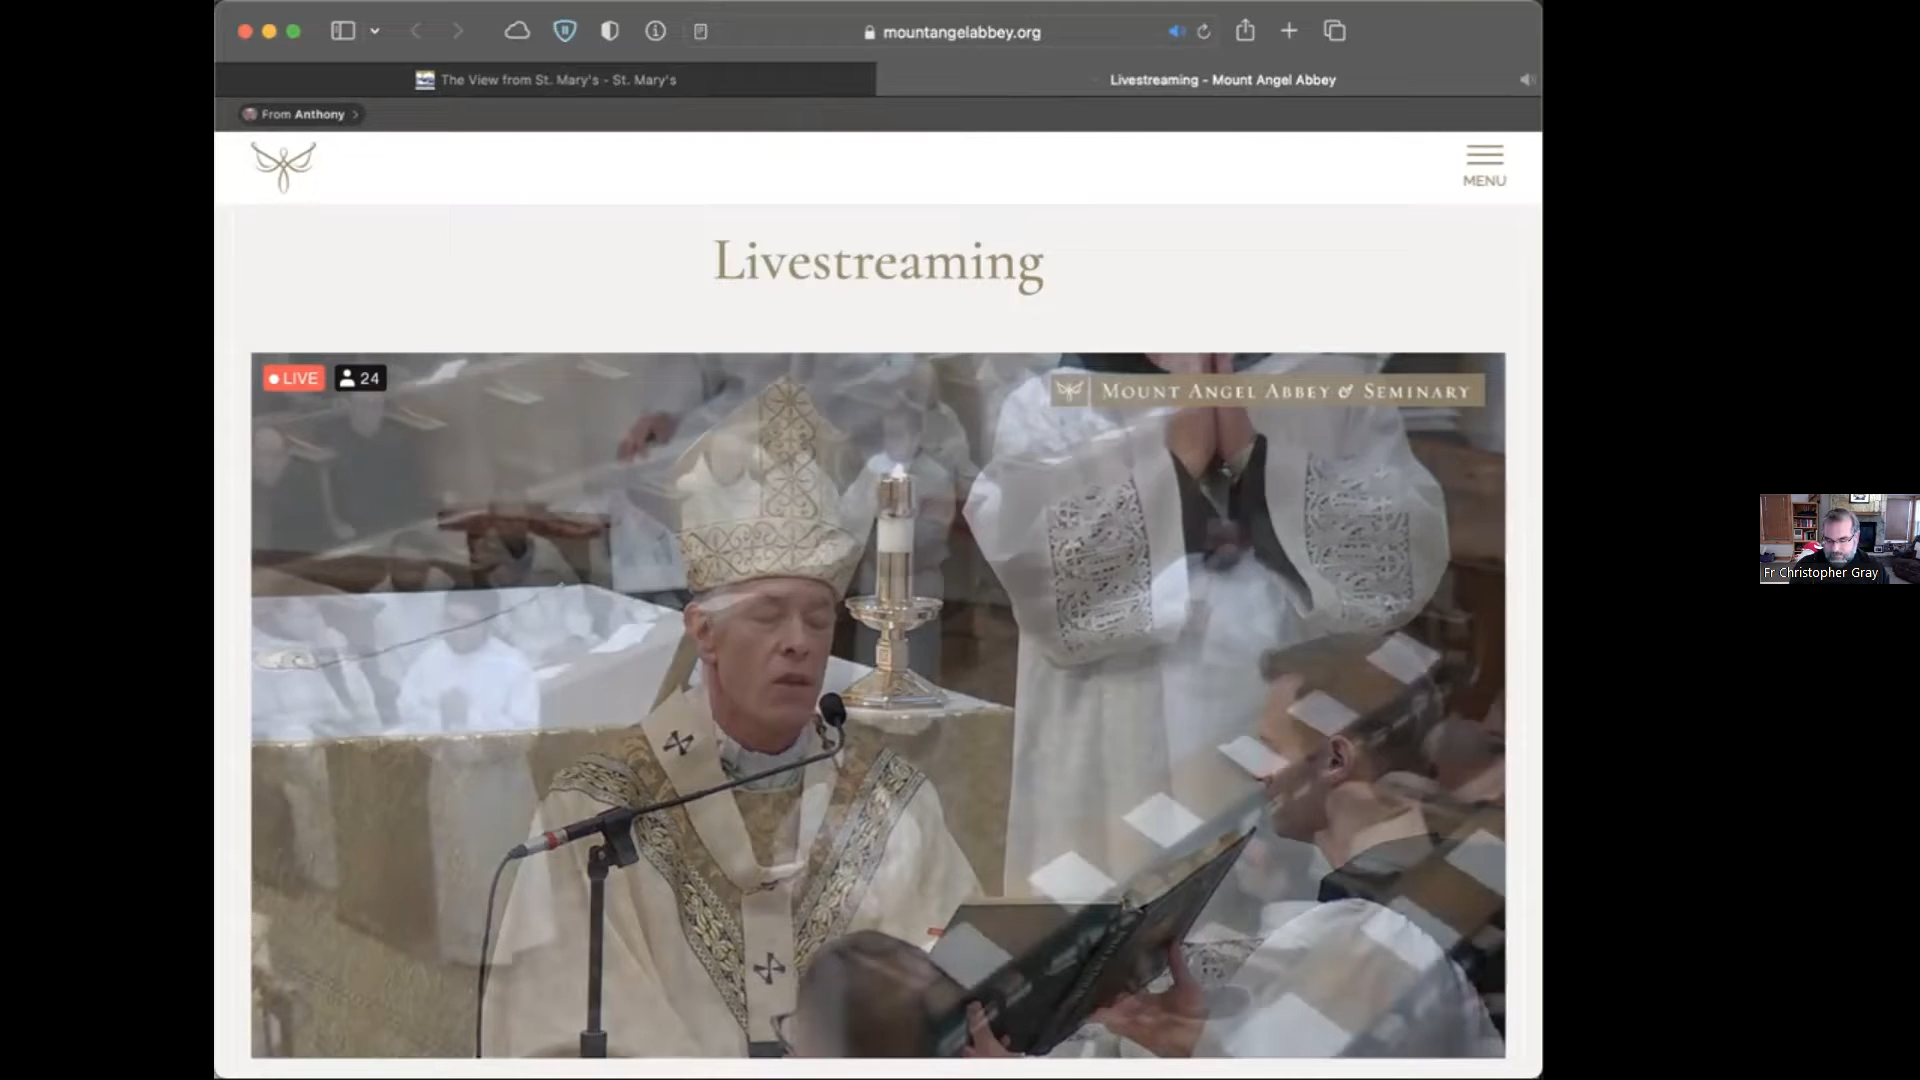 mountangelabbey.org
The View from St. Mary's - St. Mary's
Livestreaming – Mount Angel Abbey
From Anthony
MENU
Livestreaming
LIVE
24
MOUNT ANGEL ABBEY & SEMINARY
Fr Christopher Gray